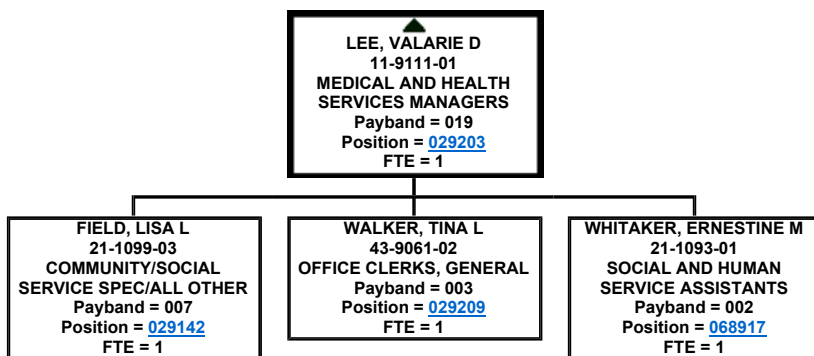 LEE, VALARIE D
11-9111-01
MEDICAL AND HEALTH
SERVICES MANAGERS
Payband = 019
Position = 029203
FTE = 1
FIELD, LISA L
21-1099-03
COMMUNITY/SOCIAL
SERVICE SPEC/ALL OTHER
Payband = 007
Position = 029142
FTE = 1
WALKER, TINA L
43-9061-02
OFFICE CLERKS, GENERAL
Payband = 003
Position = 029209
FTE = 1
WHITAKER, ERNESTINE M
21-1093-01
SOCIAL AND HUMAN
SERVICE ASSISTANTS
Payband = 002
Position = 068917
FTE = 1